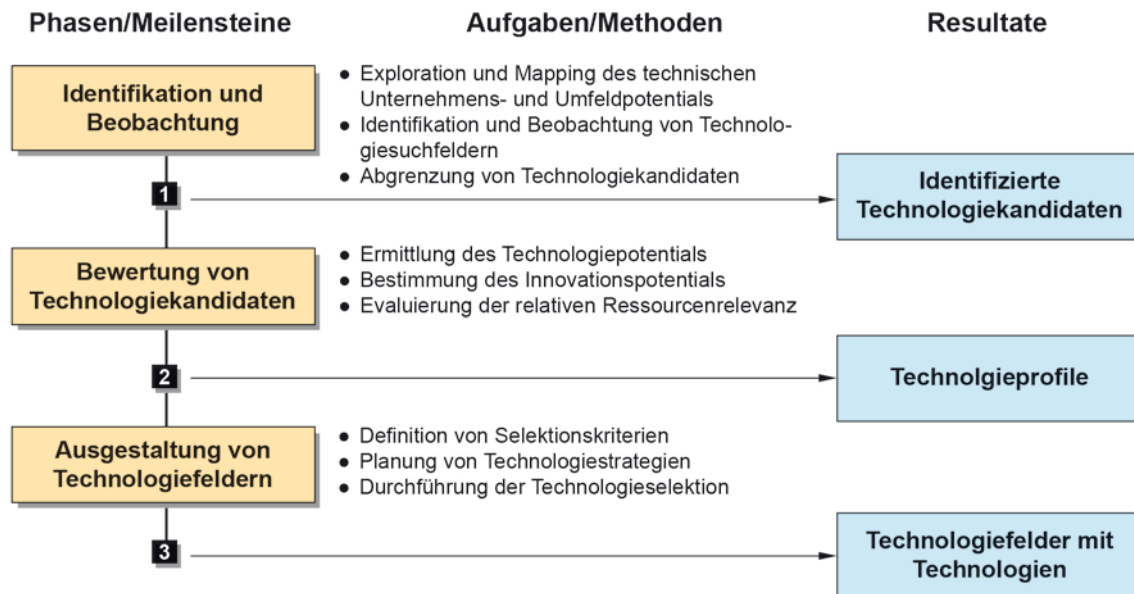 Phasen/Meilensteine
Aufgaben/Methoden
Resultate
Identifikation und
Beobachtung
● Exploration und Mapping des technischen
Unternehmens- und Umfeldpotentials
● Identifikation und Beobachtung von Technolo-
giesuchfeldern
● Abgrenzung von Technologiekandidaten
1
Identifizierte
Technologiekandidaten
Bewertung von
Technologiekandidaten
● Ermittlung des Technologiepotentials
● Bestimmung des Innovationspotentials
● Evaluierung der relativen Ressourcenrelevanz
2
Technolgieprofile
Ausgestaltung von
Technologiefeldern
● Definition von Selektionskriterien
● Planung von Technologiestrategien
● Durchführung der Technologieselektion
3
Technologiefelder mit
Technologien